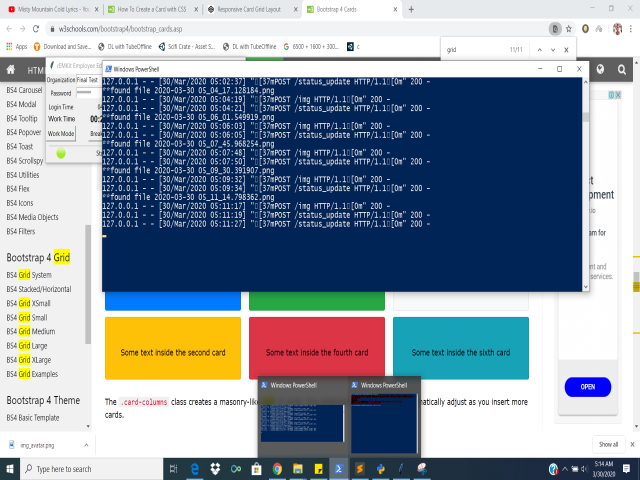 Misty Mountain Cold Lyrics -
How To Create a Card with CSS
Responsive Card Grid Layout
Bootstrap 4 Cards
w3schools.com/bootstrap4/bootstrap_cards.asp
Apps
Download and Save...
DL with TubeOffline
Scifi Crate - Asset S...
DL with TubeOffline
6500 + 1600 + 300...
c
grid
11/11
HTM
Employee Edit
Organization
Final Test
Password
********
Login Time
Work Time
00:2
Work Mode
Break
BS4 Carousel
BS4 Modal
BS4 Tooltip
BS4 Popover
BS4 Toast
BS4 Scrollspy
BS4 Utilities
BS4 Flex
BS4 Icons
BS4 Media Objects
BS4 Filters
Bootstrap 4 Grid
BS4 Grid System
BS4 Stacked/Horizontal
BS4 Grid XSmall
BS4 Grid Small
BS4 Grid Medium
BS4 Grid Large
BS4 Grid XLarge
BS4 Grid Examples
Bootstrap 4 Theme
BS4 Basic Template
Windows PowerShell
127.0.0.1 - - [30/Mar/2020 05:02:37] "[37mPOST /status_update HTTP/1.1[0m" 200 -
**found file 2020-03-30 05_04_17.128184.png
127.0.0.1 - - [30/Mar/2020 05:04:19] "[37mPOST /img HTTP/1.1[0m" 200 -
127.0.0.1 - - [30/Mar/2020 05:04:21] "[37mPOST /status_update HTTP/1.1[0m" 200 -
**found file 2020-03-30 05_06_01.549919.png
127.0.0.1 - - [30/Mar/2020 05:06:03] "[37mPOST /img HTTP/1.1[0m" 200 -
127.0.0.1 - - [30/Mar/2020 05:06:05] "[37mPOST /status_update HTTP/1.1[0m" 200 -
**found file 2020-03-30 05_07_45.968254.png
127.0.0.1 - - [30/Mar/2020 05:07:48] "[37mPOST /img HTTP/1.1[0m" 200 -
127.0.0.1 - - [30/Mar/2020 05:07:50] "[37mPOST /status_update HTTP/1.1[0m" 200 -
**found file 2020-03-30 05_09_30.391907.png
127.0.0.1 - - [30/Mar/2020 05:09:32] "[37mPOST /img HTTP/1.1[0m" 200 -
127.0.0.1 - - [30/Mar/2020 05:09:34] "[37mPOST /status_update HTTP/1.1[0m" 200 -
**found file 2020-03-30 05_11_14.798362.png
127.0.0.1 - - [30/Mar/2020 05:11:17] "[37mPOST /img HTTP/1.1[0m" 200 -
127.0.0.1 - - [30/Mar/2020 05:11:19] "[37mPOST /status_update HTTP/1.1[0m" 200 -
127.0.0.1 - - [30/Mar/2020 05:11:27] "[37mPOST /status_update HTTP/1.1[0m" 200 -
Some text inside the second card
Some text inside the fourth card
Some text inside the sixth card
The .card-columns class creates a masonry-like
matically adjust as you insert more
cards.
Windows PowerShell
Windows PowerShell
opment
am for
ent and
services.
OPEN
img_avatar.png
Show all
Type here to search
5:14 AM
3/30/2020